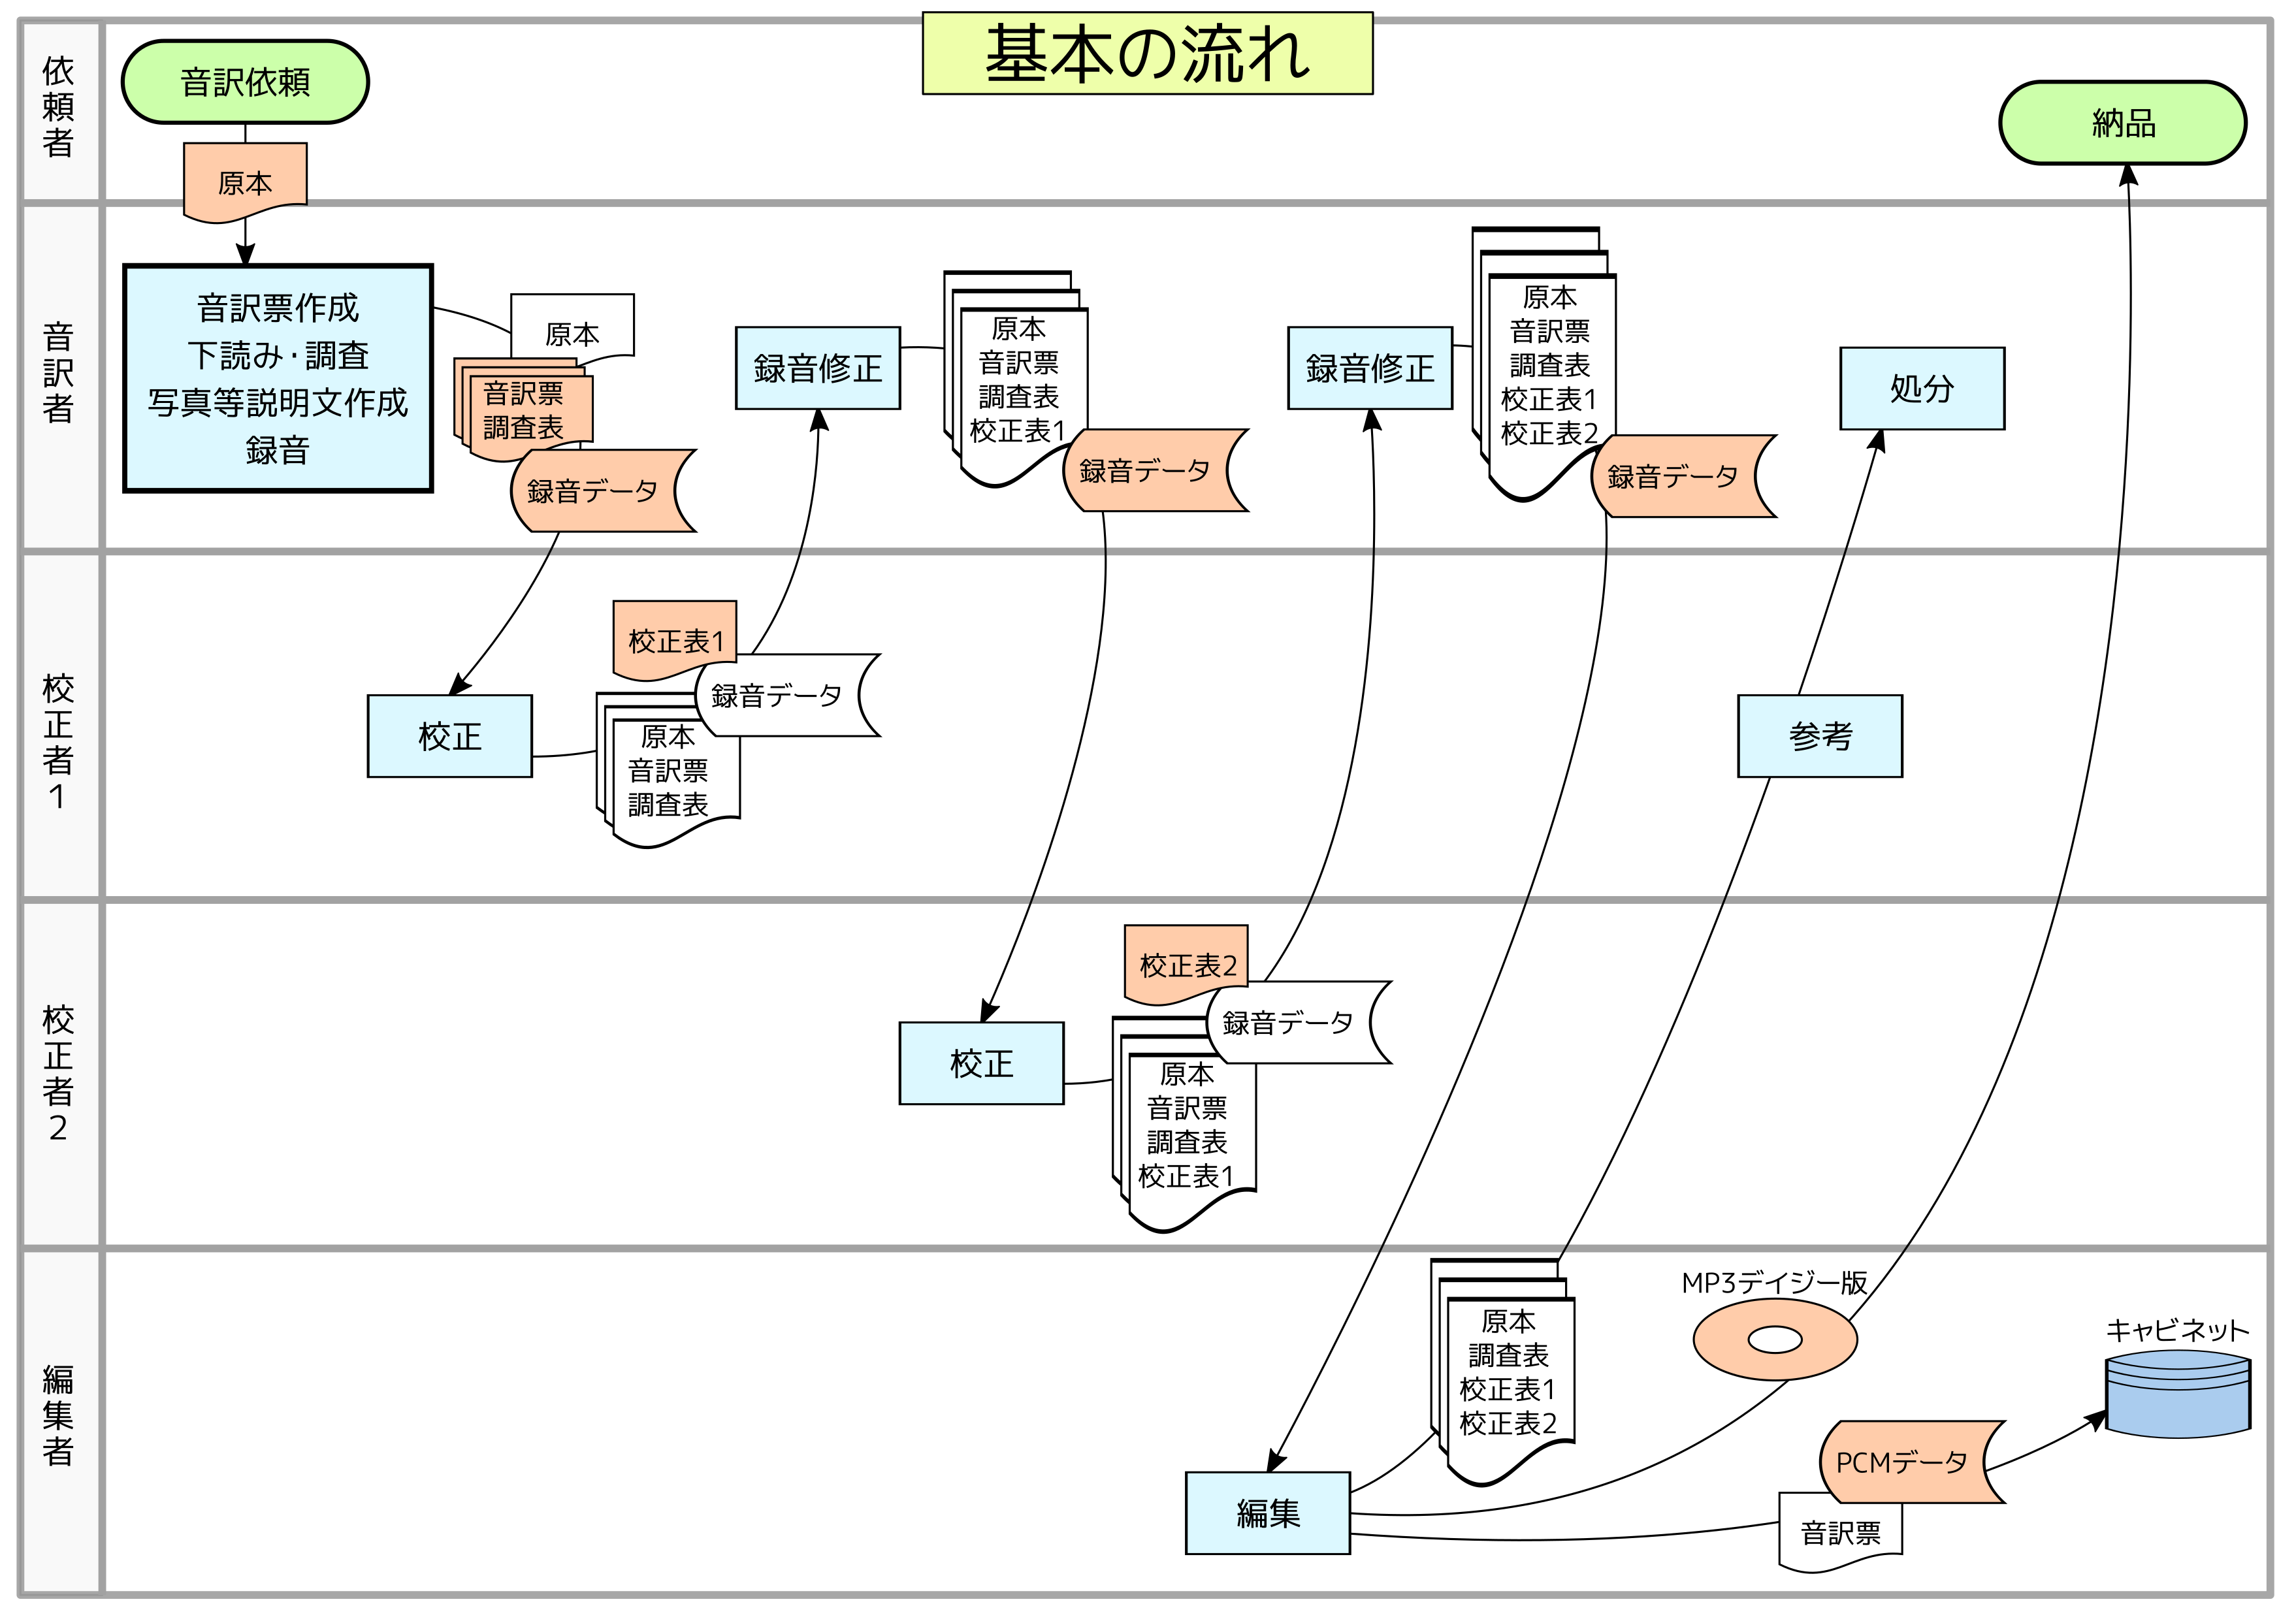 基本の流れ
依頼者
音訳依頼
原本
納品
音訳者
音訳票作成
下読み・調査
写真等説明文作成
録音
原本
音訳票
調査表
録音データ
録音修正
原本
音訳票
調査表
校正表1
録音データ
録音修正
原本
音訳票
調査表
校正表1
校正表2
録音データ
処分
校正者1
校正
校正表1
録音データ
原本
音訳票
調査表
参考
校正者2
校正
校正表2
録音データ
原本
音訳票
調査表
校正表1
編集者
編集
原本
調査表
校正表1
校正表2
MP3デイジー版
PCMデータ
音訳票
キャビネット